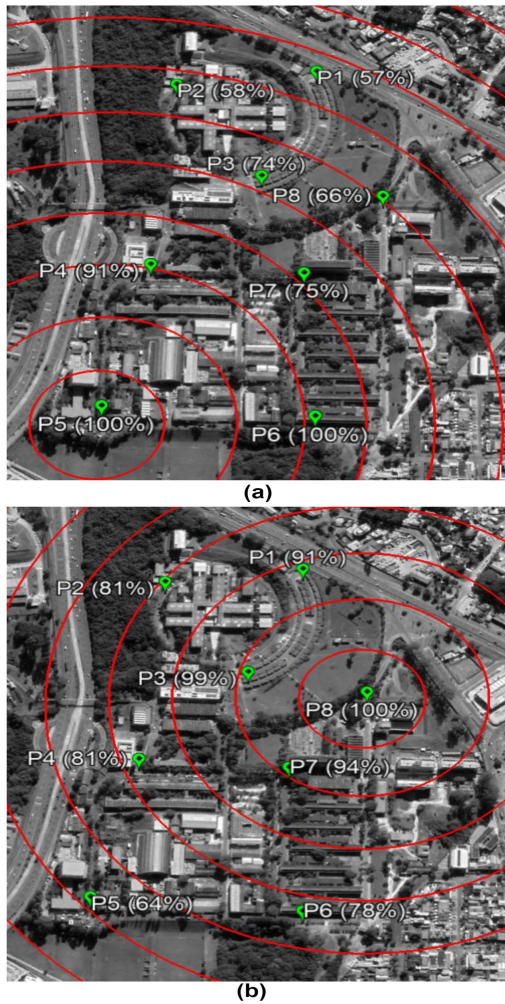 P1 (57%)
P2 (58%)
P3 (74%)
P8 (66%)
P4 (91%)
P7 (75%)
P5 (100%)
P6 (100%)
(a)
P1 (91%)
P2 (81%)
P3 (99%)
P8 (100%)
P4 (81%)
P7 (94%)
P5 (64%)
P6 (78%)
(b)